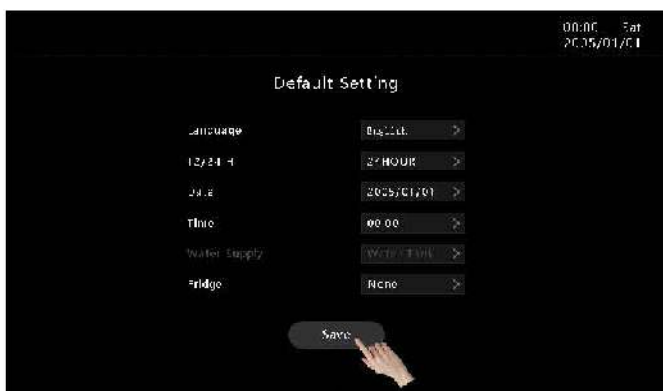 00:00 Sat
2005/01/01
Default Setting
Language English >
12/24 H 24HOUR >
Date 2005/01/01 >
Time 00:00 >
Water Supply Water Tank >
Fridge None >
Save